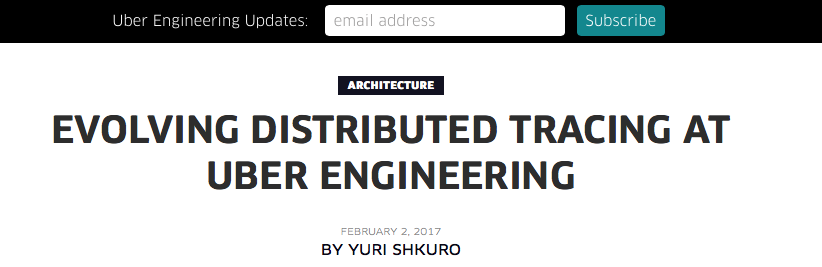 Uber Engineering Updates: email address Subscribe
ARCHITECTURE
EVOLVING DISTRIBUTED TRACING AT
UBER ENGINEERING
FEBRUARY 2, 2017
BY YURI SHKURO